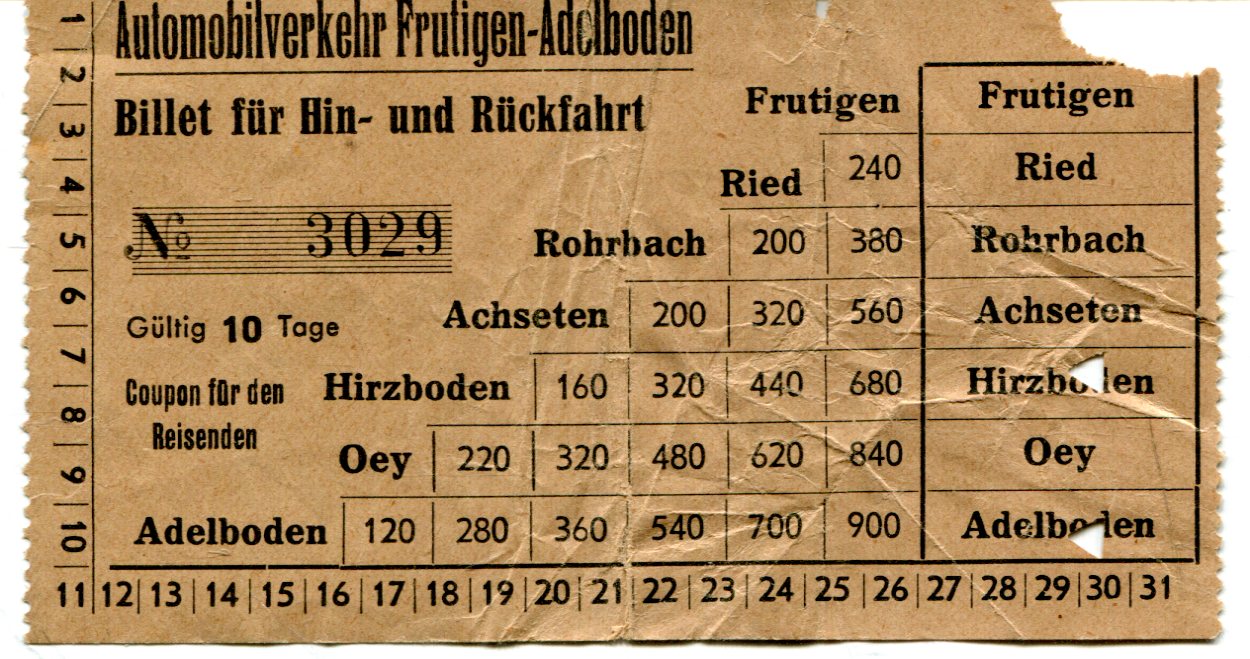 Automobilverkehr Frutigen-Adelboden
Billet für Hin- und Rückfahrt
№ 3029
Gültig 10 Tage
Coupon für den
Reisenden
Frutigen Frutigen
Ried 240 Ried
Rohrbach 200 380 Rohrbach
Achseten 200 320 560 Achseten
Hirzboden 160 320 440 680 Hirzboden
Oey 220 320 480 620 840 Oey
Adelboden 120 280 360 540 700 900 Adelboden
1 2 3 4 5 6 7 8 9 10
11 12 13 14 15 16 17 18 19 20 21 22 23 24 25 26 27 28 29 30 31